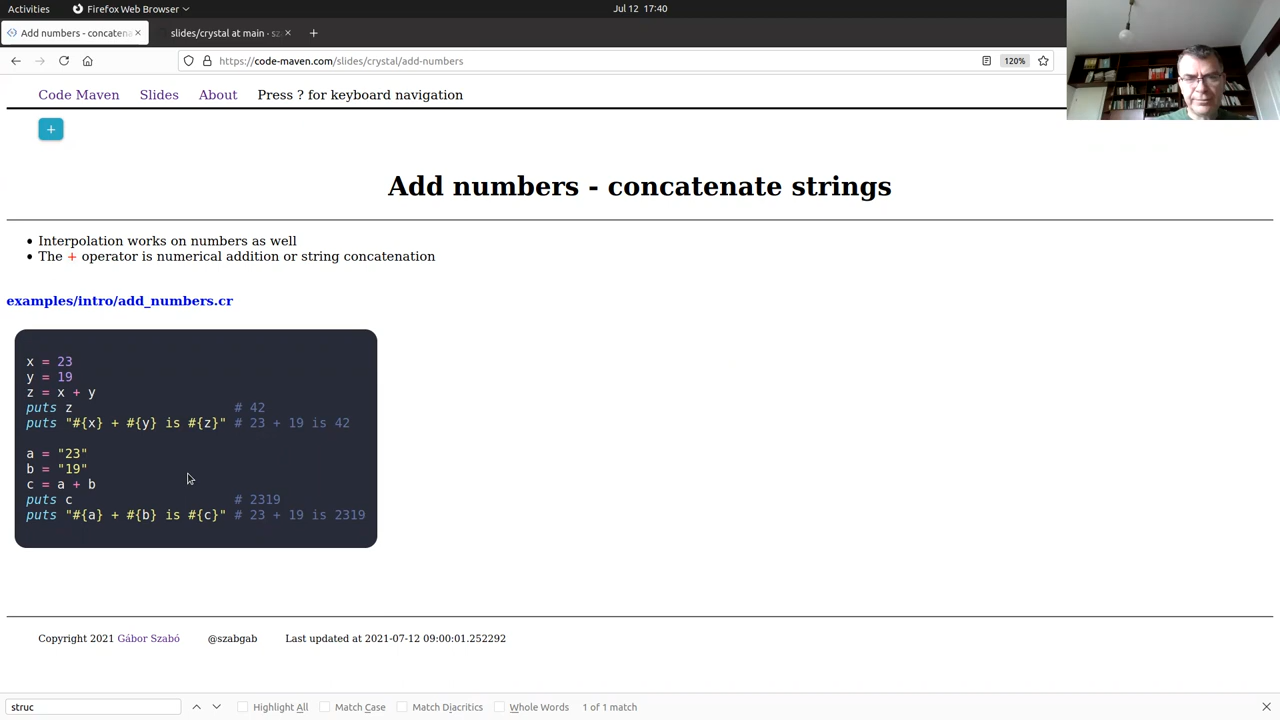 Activities Firefox Web Browser Jul 12 17:40
Add numbers - concatena slides/crystal at main · sz
https://code-maven.com/slides/crystal/add-numbers 120%
Code Maven Slides About Press ? for keyboard navigation
+
Add numbers - concatenate strings
• Interpolation works on numbers as well
• The + operator is numerical addition or string concatenation
examples/intro/add_numbers.cr
x = 23
y = 19
z = x + y
puts z # 42
puts "#{x} + #{y} is #{z}" # 23 + 19 is 42
a = "23"
b = "19"
c = a + b
puts c # 2319
puts "#{a} + #{b} is #{c}" # 23 + 19 is 2319
Copyright 2021 Gábor Szabó @szabgab Last updated at 2021-07-12 09:00:01.252292
struc Highlight All Match Case Match Diacritics Whole Words 1 of 1 match